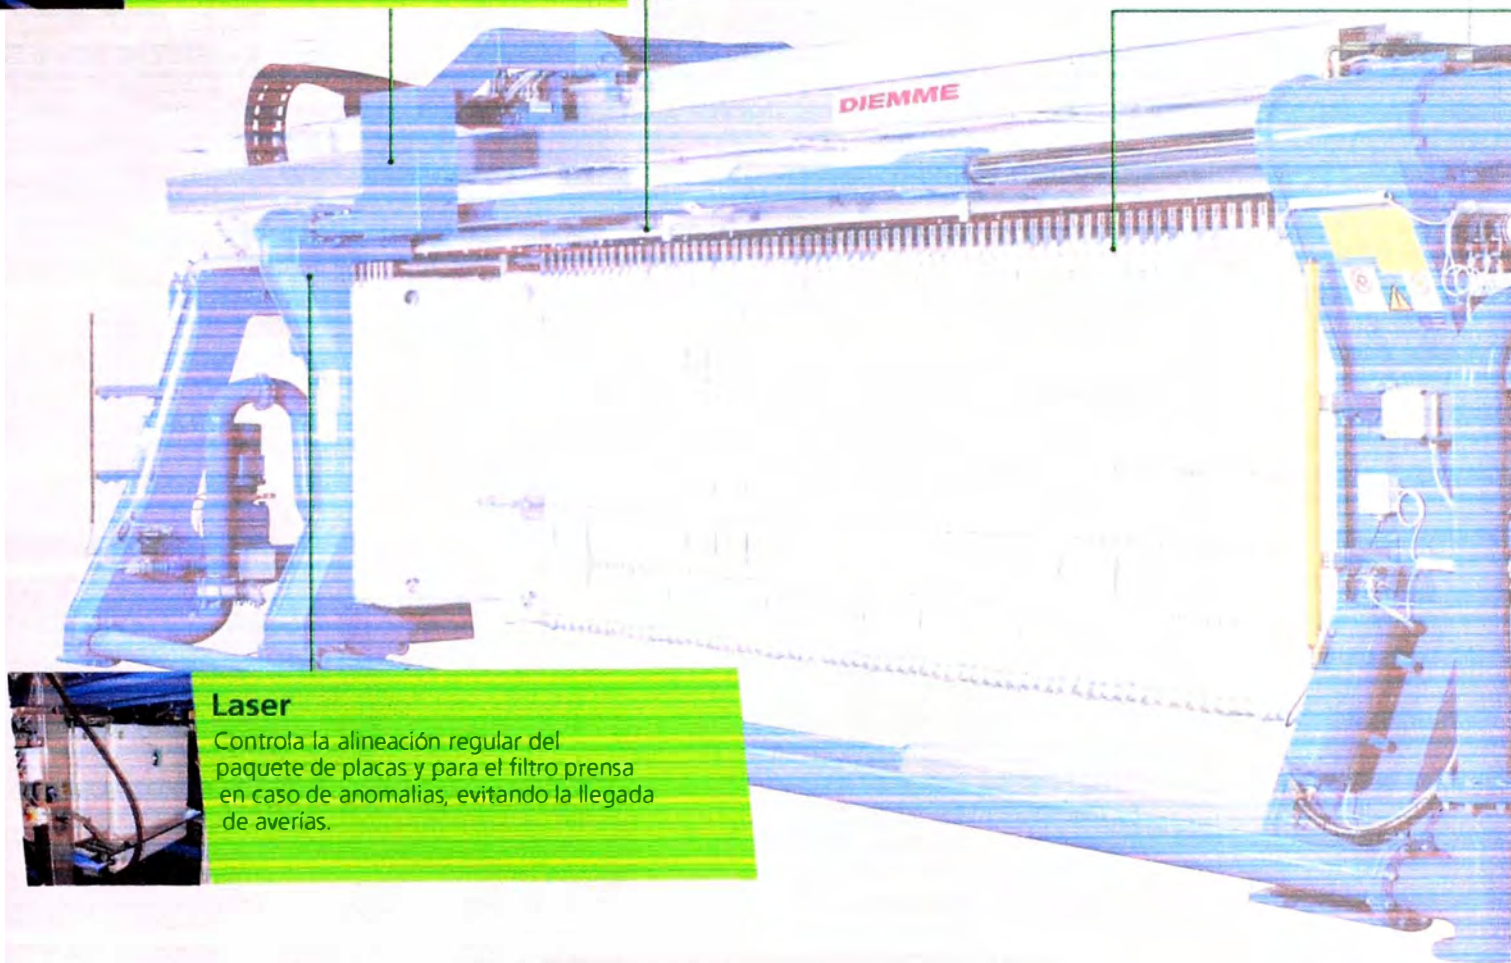 DIEMME
Laser
Controla la alineación regular del
paquete de placas y para el filtro prensa
en caso de anomalias, evitando la llegada
de averías.